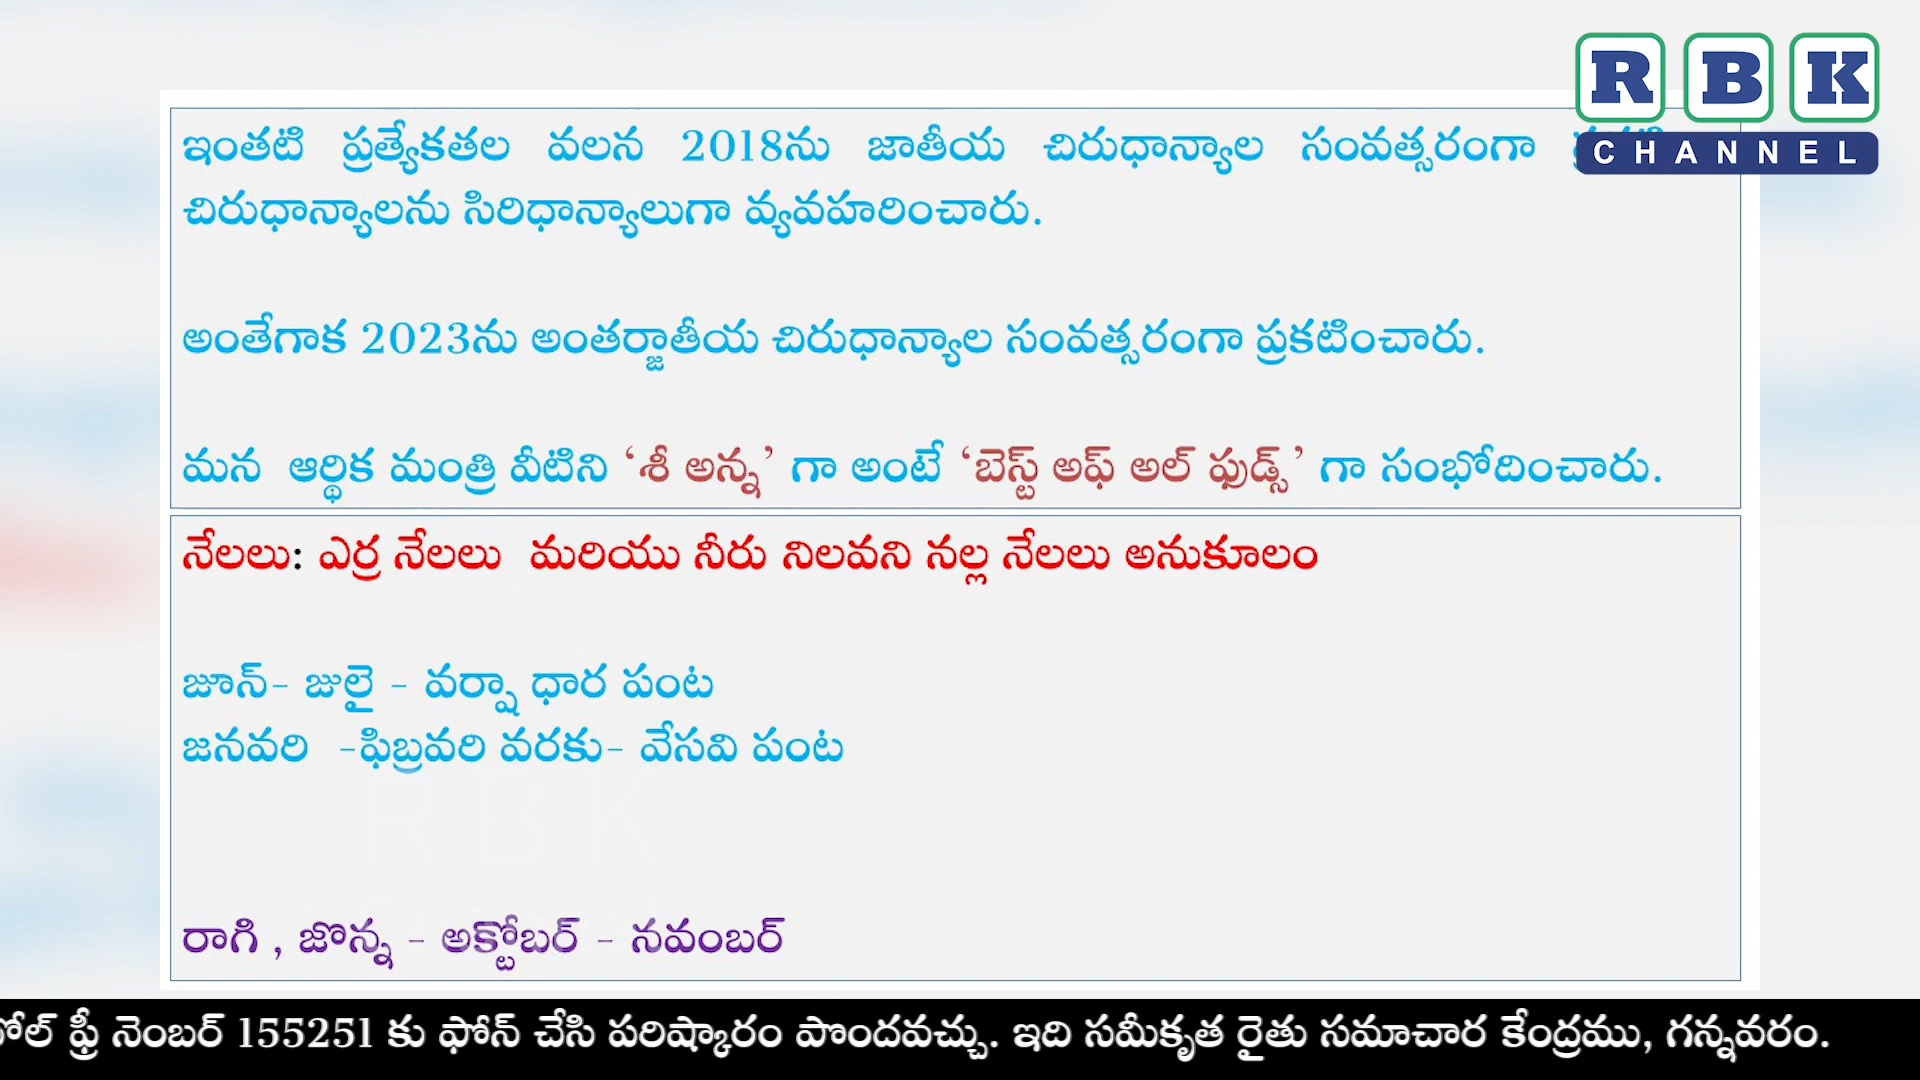 R B K
CHANNEL
ఇంతటి ప్రత్యేకతల వలన 2018ను జాతీయ చిరుధాన్యాల సంవత్సరంగా
చిరుధాన్యాలను సిరిధాన్యాలుగా వ్యవహరించారు.
అంతేగాక 2023ను అంతర్జాతీయ చిరుధాన్యాల సంవత్సరంగా ప్రకటించారు.
మన ఆర్థిక మంత్రి వీటిని ‘శీ అన్న’ గా అంటే ‘బెస్ట్ అఫ్ అల్ ఫుడ్స్’ గా సంభోదించారు.
నేలలు: ఎర్ర నేలలు మరియు నీరు నిలవని నల్ల నేలలు అనుకూలం
జూన్- జులై - వర్షా ధార పంట
జనవరి -ఫిబ్రవరి వరకు- వేసవి పంట
రాగి , జొన్న - అక్టోబర్ - నవంబర్
ఫ్రీ నెంబర్ 155251 కు ఫోన్ చేసి పరిష్కారం పొందవచ్చు. ఇది సమీకృత రైతు సమాచార కేంద్రము, గన్నవరం.